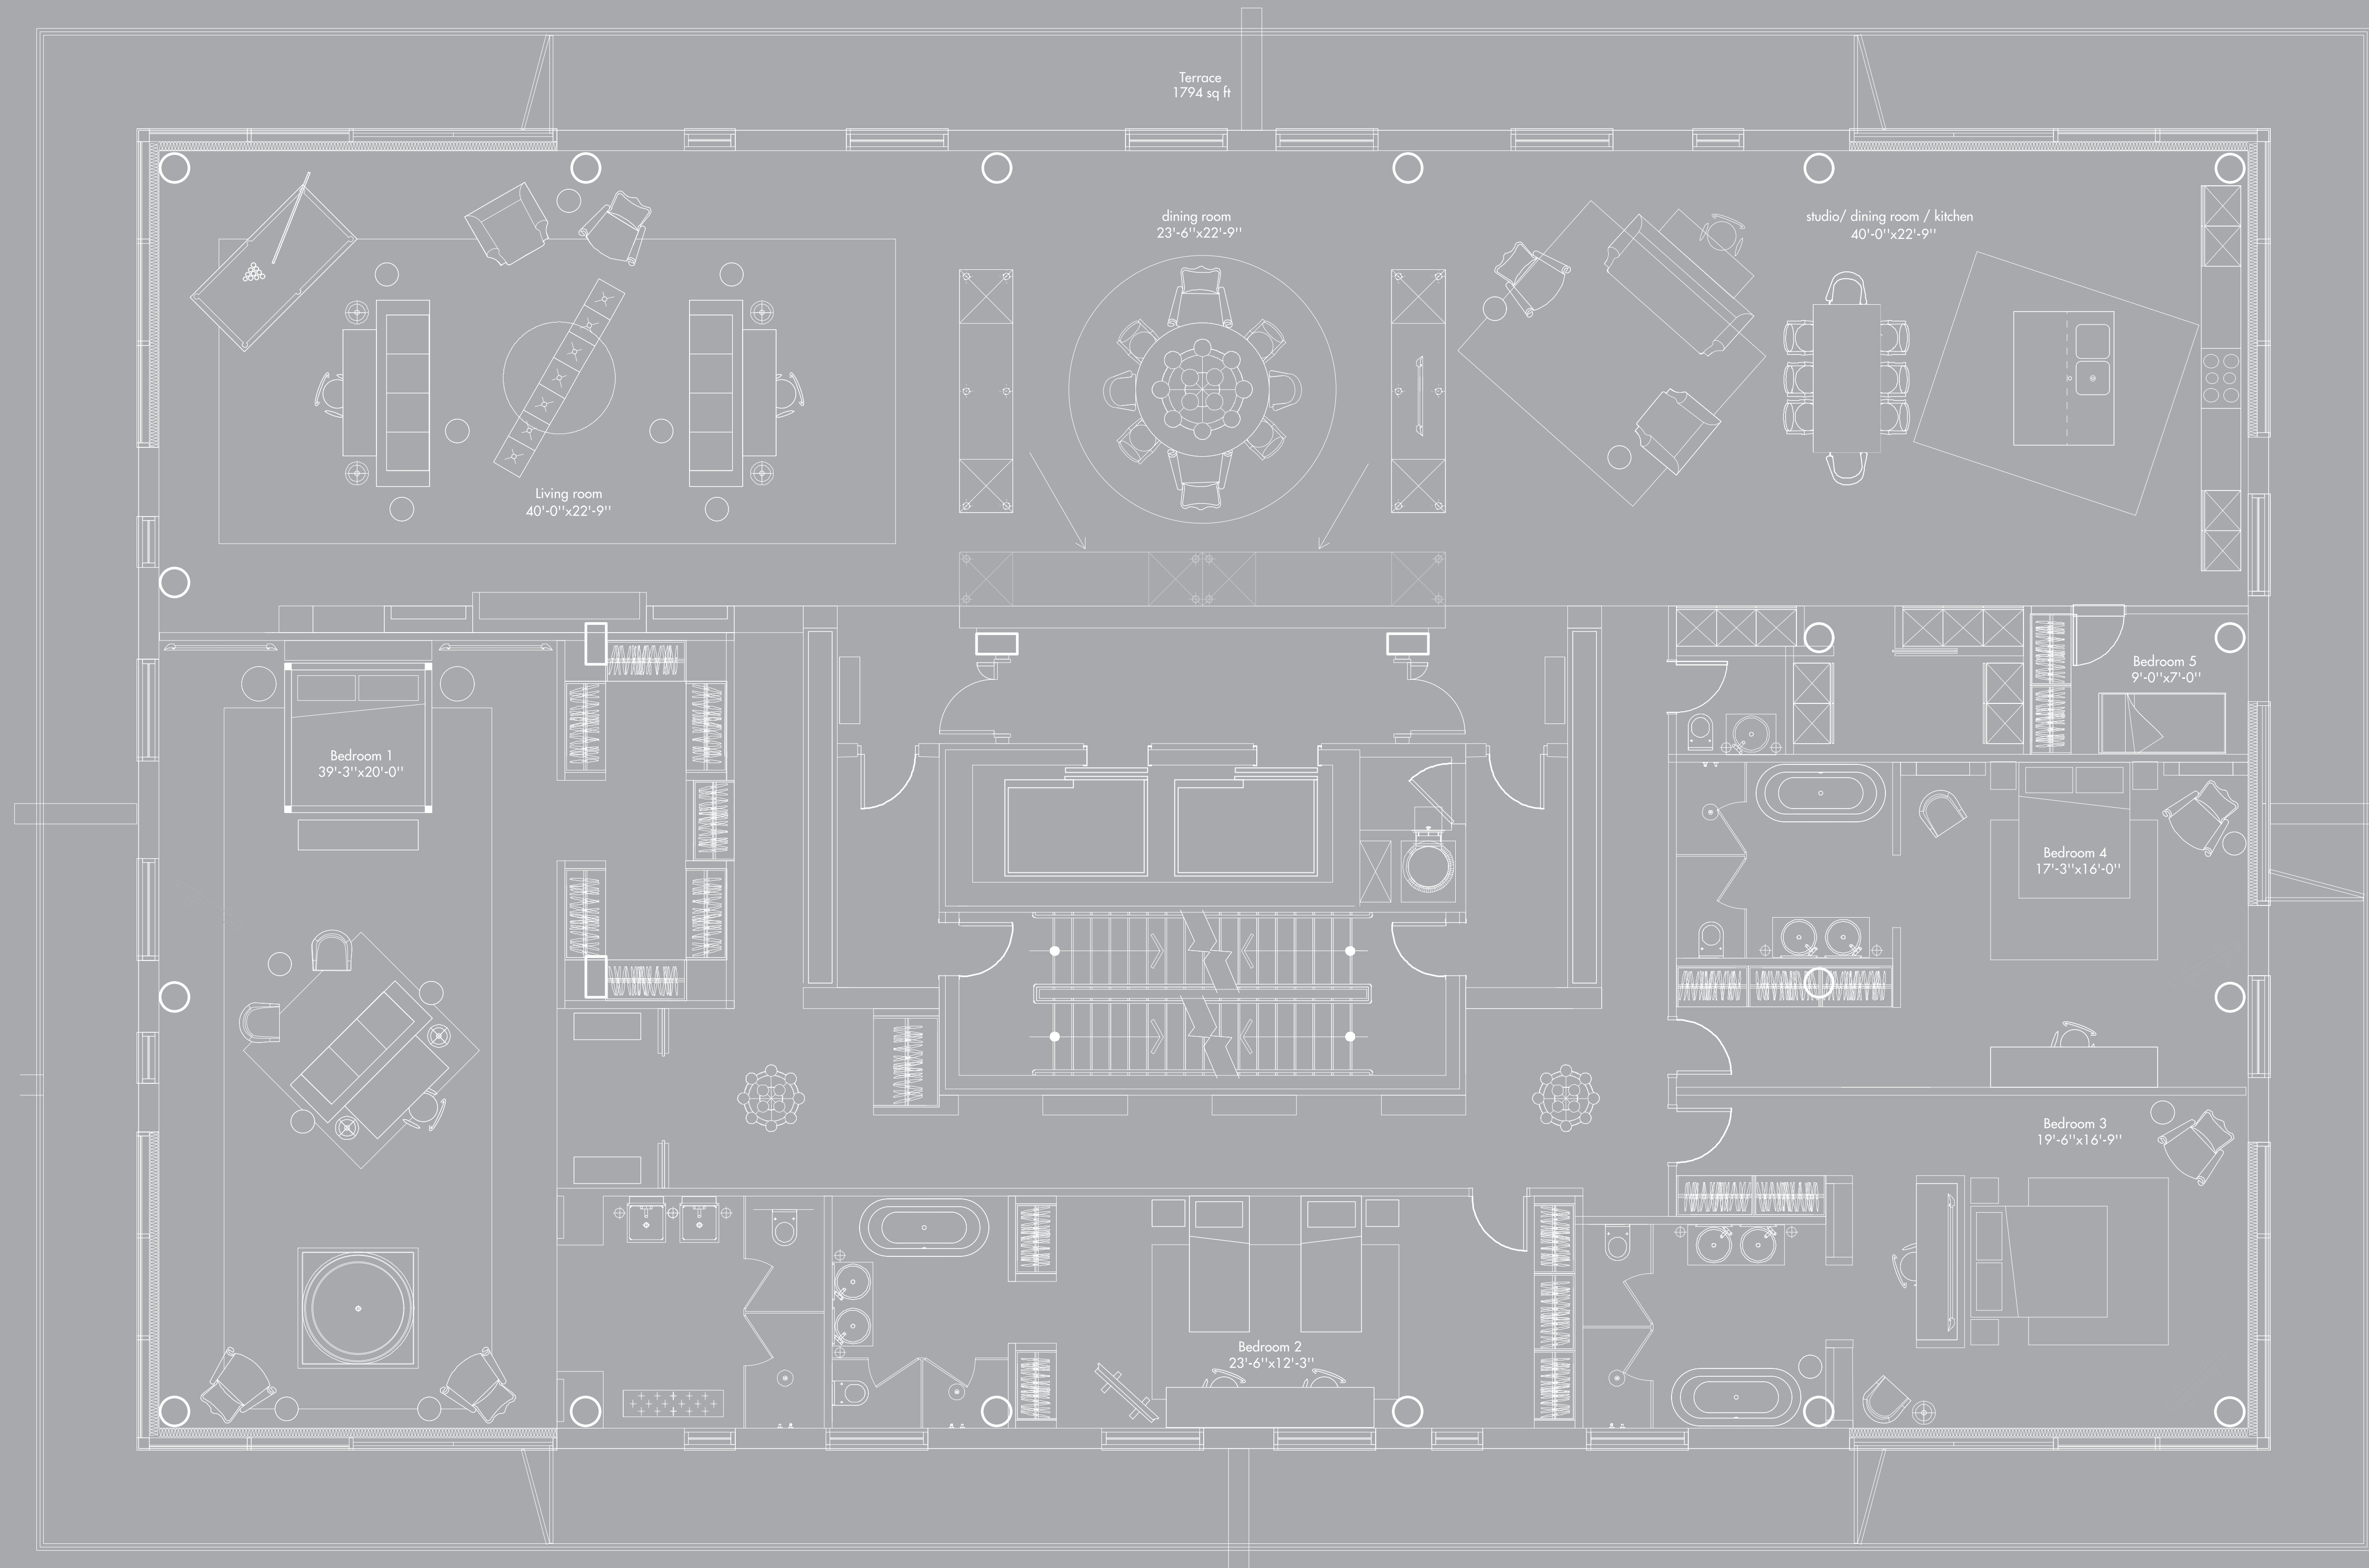 Terrace
1794 sq ft
dining room
23'-6''x22'-9''
studio/ dining room / kitchen
40'-0''x22'-9''
Living room
40'-0''x22'-9''
Bedroom 5
9'-0''x7'-0''
Bedroom 1
39'-3''x20'-0''
Bedroom 4
17'-3''x16'-0''
Bedroom 3
19'-6''x16'-9''
Bedroom 2
23'-6''x12'-3''